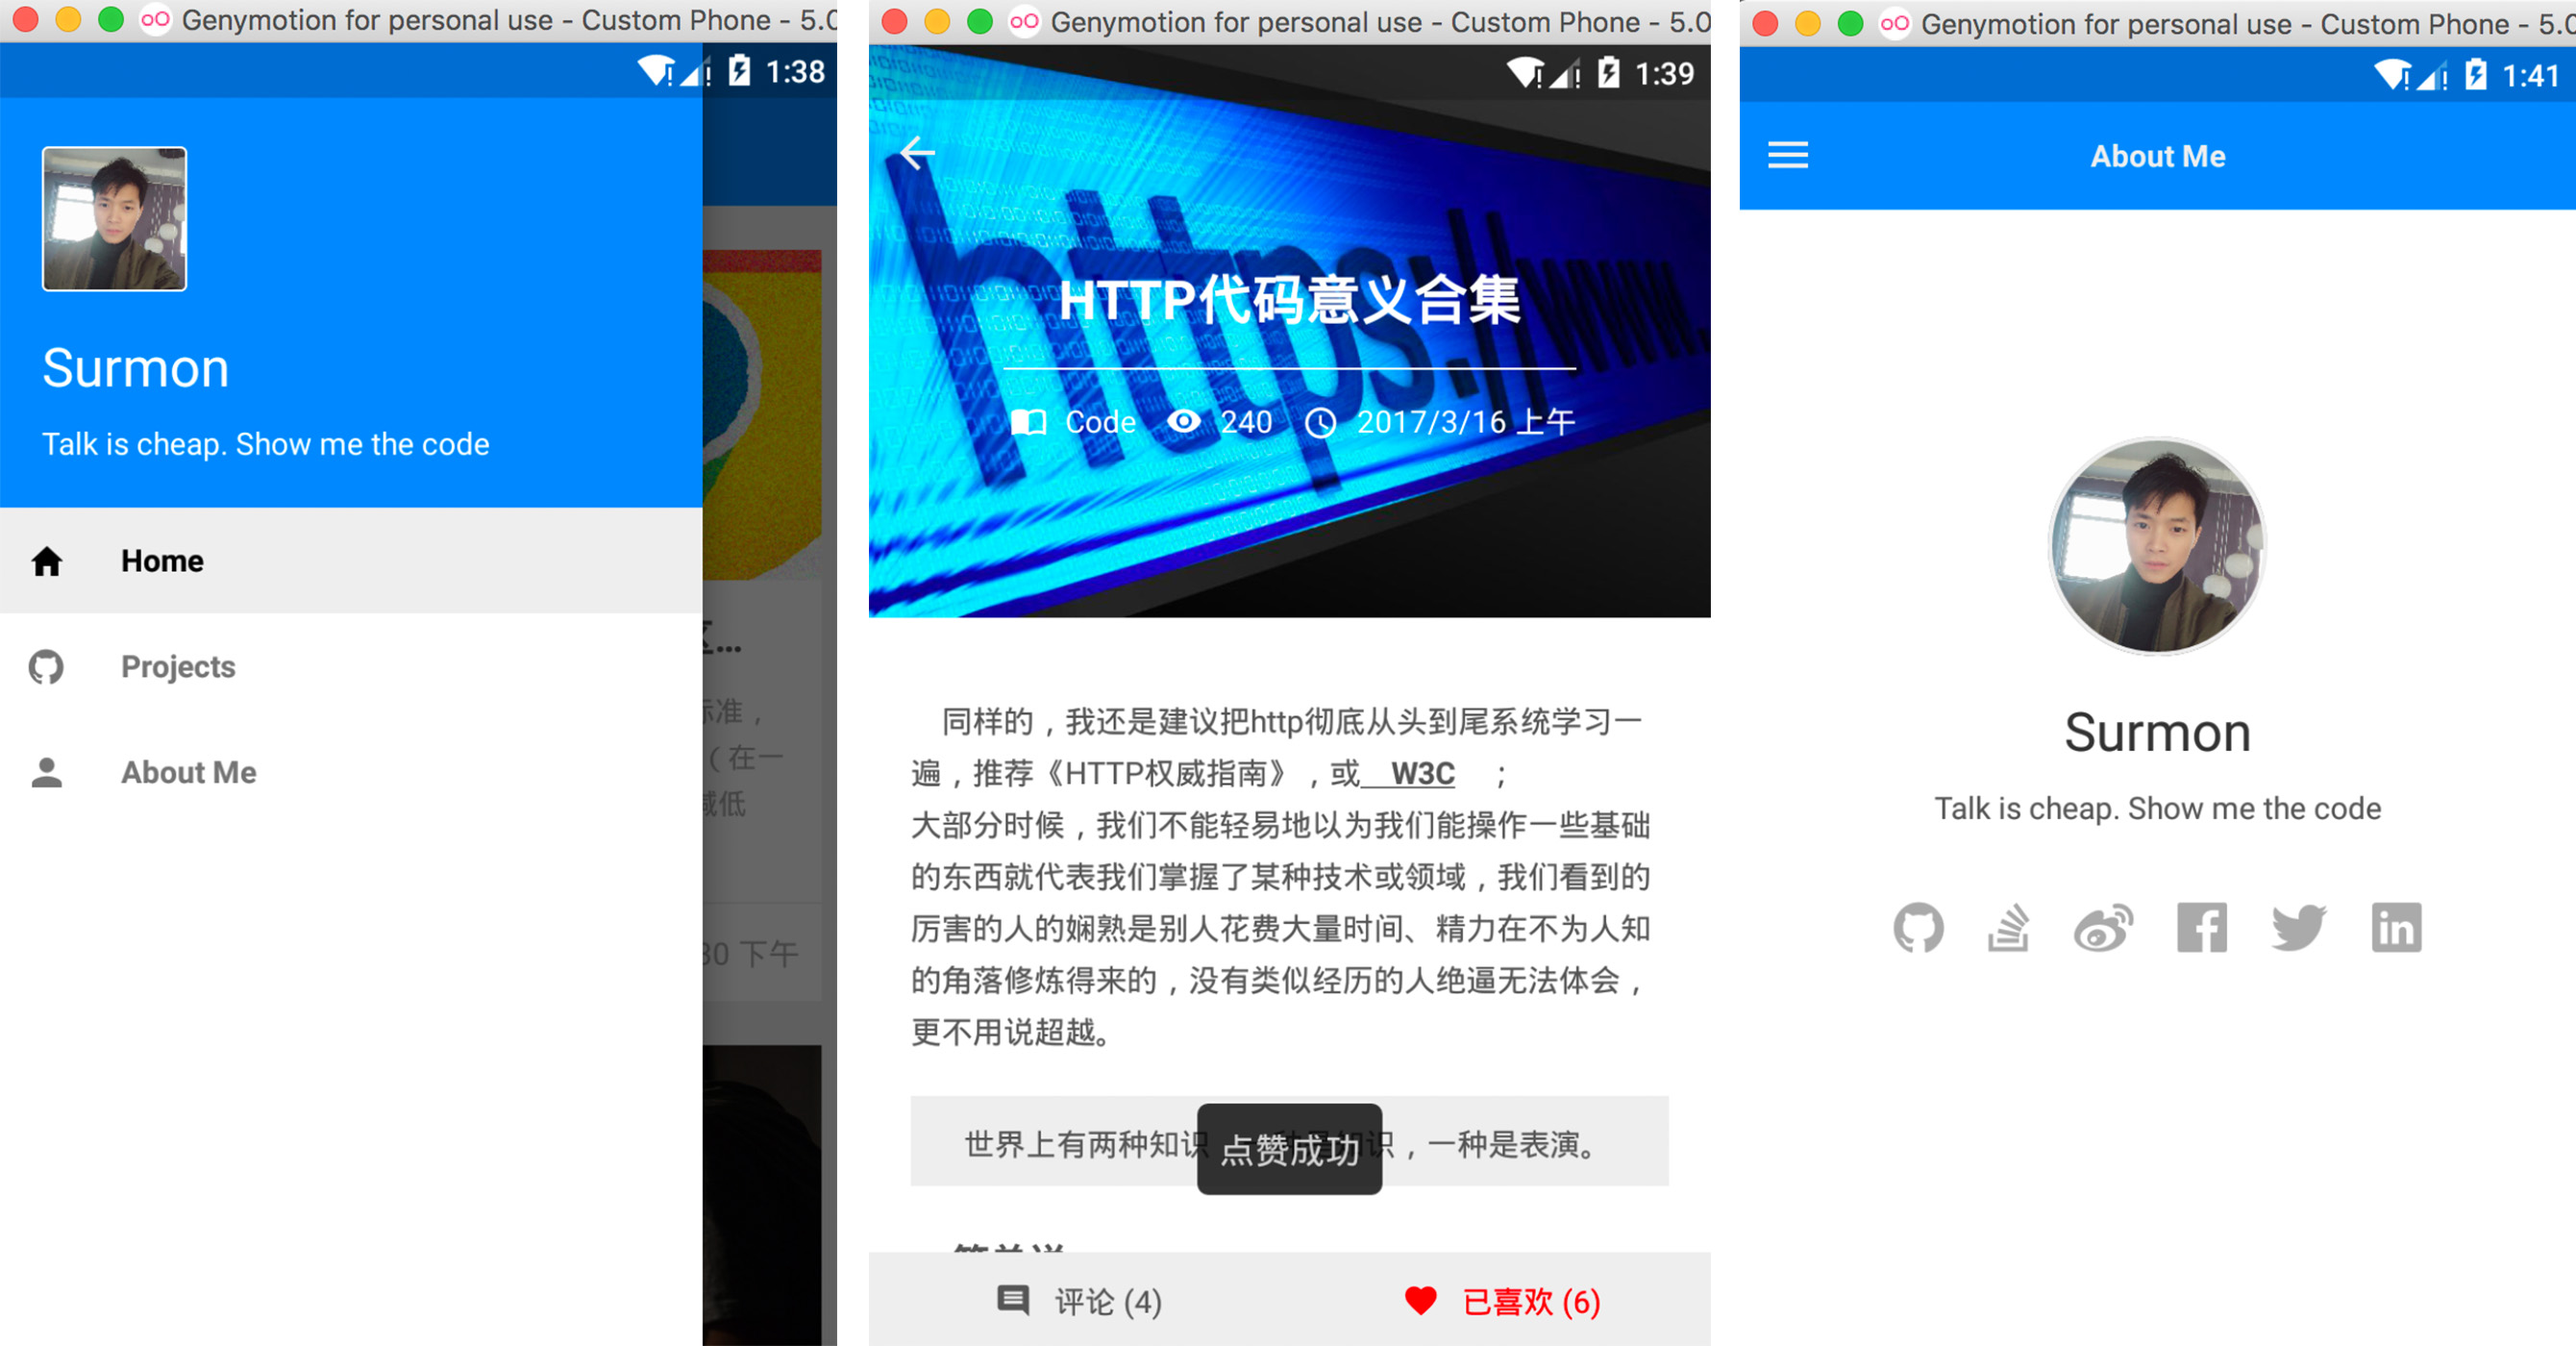 Genymotion for personal use - Custom Phone - 5.0
1:38
Surmon
Talk is cheap. Show me the code
Home
Projects
About Me
区...
标准，
（在一
减低
30 下午
Genymotion for personal use - Custom Phone - 5.0
1:39
https://www.
HTTP代码意义合集
Code 240 2017/3/16 上午
同样的，我还是建议把http彻底从头到尾系统学习一
遍，推荐《HTTP权威指南》，或 W3C ；
大部分时候，我们不能轻易地以为我们能操作一些基础
的东西就代表我们掌握了某种技术或领域，我们看到的
厉害的人的娴熟是别人花费大量时间、精力在不为人知
的角落修炼得来的，没有类似经历的人绝逼无法体会，
更不用说超越。
世界上有两种知识，一种是知识，一种是表演。
点赞成功
简单说
评论 (4)
已喜欢 (6)
Genymotion for personal use - Custom Phone - 5.0
1:41
About Me
Surmon
Talk is cheap. Show me the code